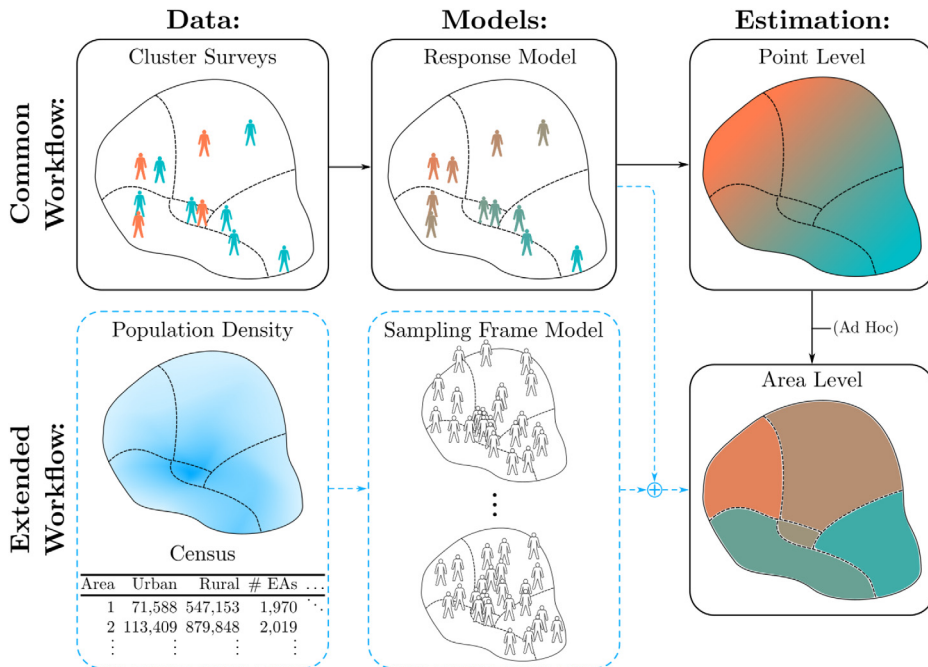 Data:
Models:
Estimation:
Common
Workflow:
Cluster Surveys
Response Model
Point Level
(Ad Hoc)
Extended
Workflow:
Population Density
Sampling Frame Model
Area Level
Census
Area Urban Rural # EAs ...
1 71,588 547,153 1,970 ⋱
2 113,409 879,848 2,019
⋮ ⋮ ⋮ ⋮
⋮